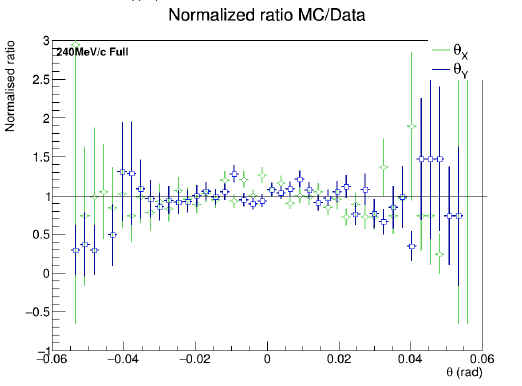 Normalized ratio MC/Data
Normalised ratio
240MeV/c Full
θX
θY
3
2.5
2
1.5
1
0.5
0
−0.5
−1
−0.06 −0.04 −0.02 0 0.02 0.04 0.06
θ (rad)